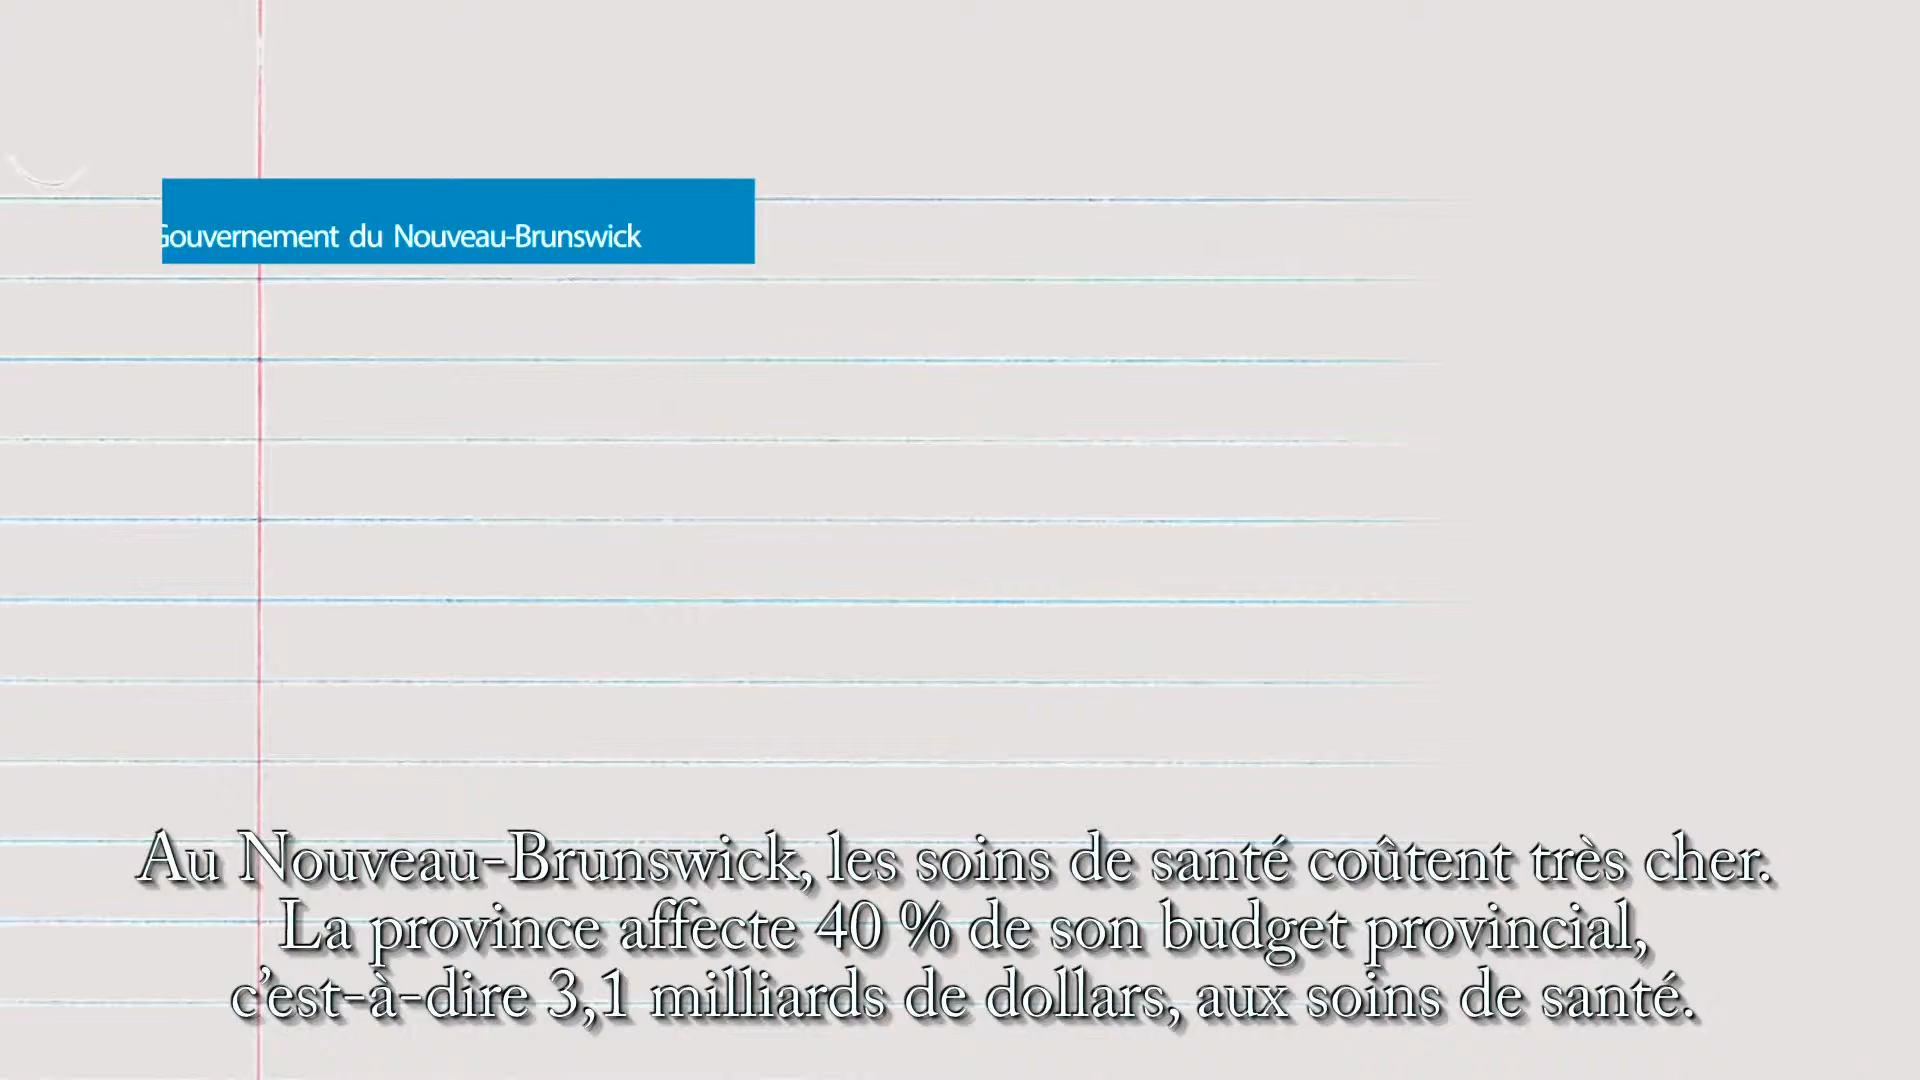 Gouvernement du Nouveau-Brunswick
Au Nouveau-Brunswick, les soins de santé coûtent très cher.
La province affecte 40 % de son budget provincial,
c'est-à-dire 3,1 milliards de dollars, aux soins de santé.